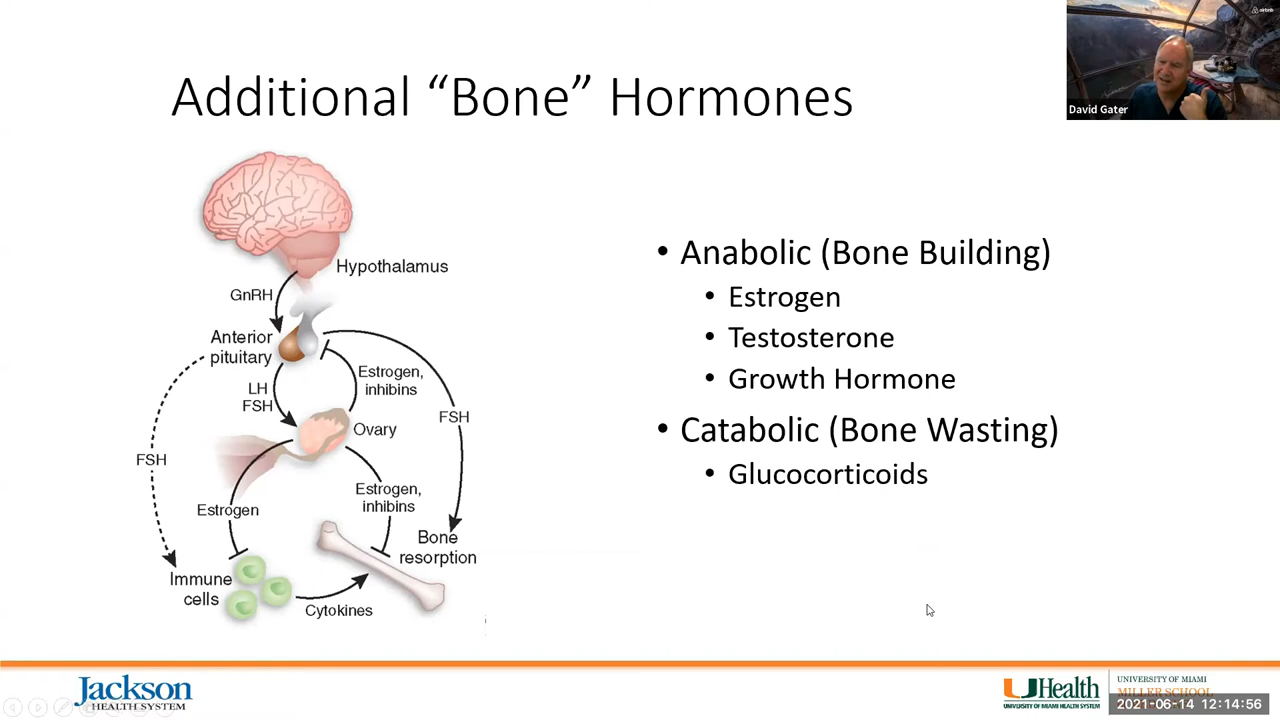 Additional “Bone” Hormones
airbnb
David Gater
Hypothalamus
GnRH
Anterior
pituitary
LH
FSH
Estrogen,
inhibins
Ovary
FSH
FSH
Estrogen
Estrogen,
inhibins
Bone
resorption
Immune
cells
Cytokines
• Anabolic (Bone Building)
• Estrogen
• Testosterone
• Growth Hormone
• Catabolic (Bone Wasting)
• Glucocorticoids
Jackson
HEALTH SYSTEM
UHealth
UNIVERSITY OF MIAMI HEALTH SYSTEM
UNIVERSITY OF MIAMI
MILLER SCHOOL
2021-06-14 12:14:56